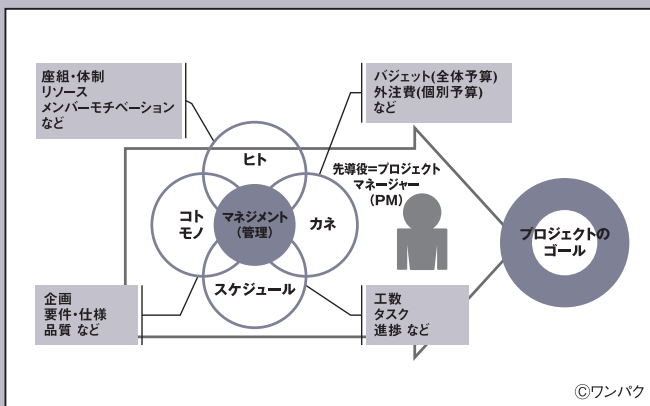 座組・体制
リソース
メンバーモチベーション
など
バジェット(全体予算)
外注費(個別予算)
など
ヒト
先導役=プロジェクト
マネージャー
(PM)
コト
モノ
マネジメント
(管理)
カネ
プロジェクトの
ゴール
スケジュール
企画
要件・仕様
品質 など
工数
タスク
進捗 など
©ワンパク